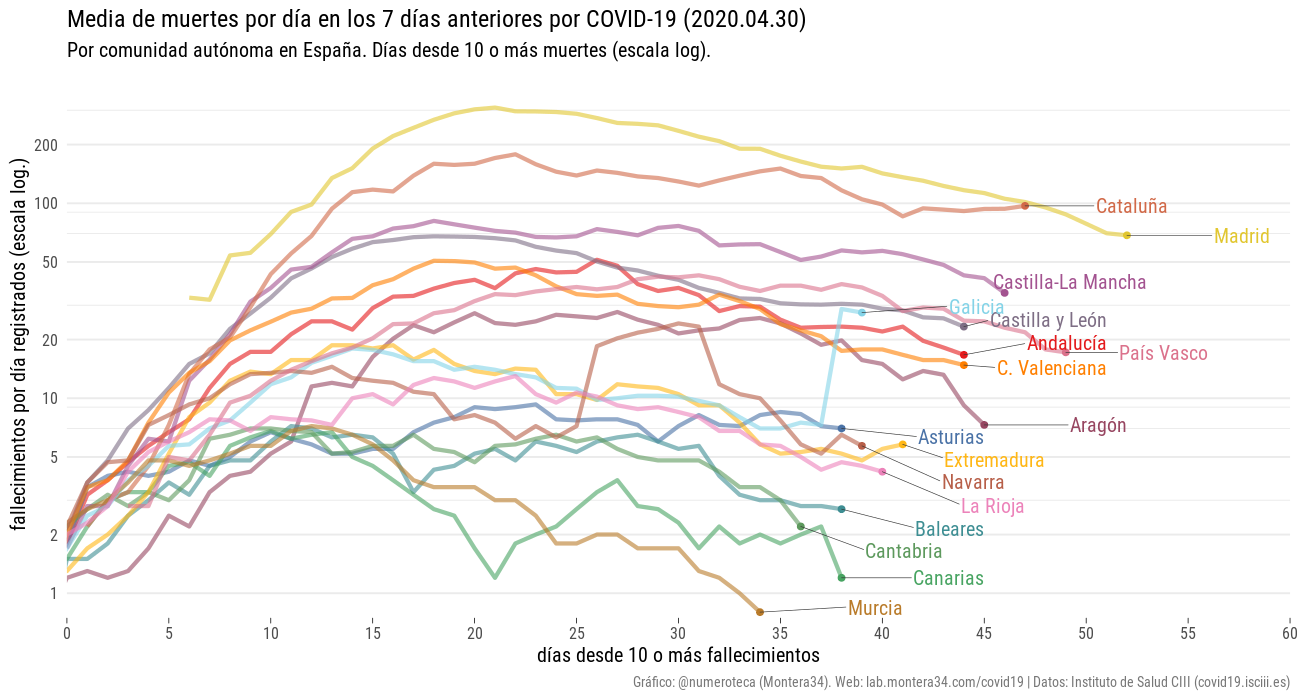 Media de muertes por día en los 7 días anteriores por COVID-19 (2020.04.30)
Por comunidad autónoma en España. Días desde 10 o más muertes (escala log).
fallecimientos por día registrados (escala log.)
200
100
50
20
10
5
2
1
Cataluña
Madrid
Castilla-La Mancha
Galicia
Castilla y León
Andalucía
País Vasco
C. Valenciana
Aragón
Asturias
Extremadura
Navarra
La Rioja
Baleares
Cantabria
Canarias
Murcia
0 5 10 15 20 25 30 35 40 45 50 55 60
días desde 10 o más fallecimientos
Gráfico: @numeroteca (Montera34). Web: lab.montera34.com/covid19 | Datos: Instituto de Salud CIII (covid19.isciii.es)